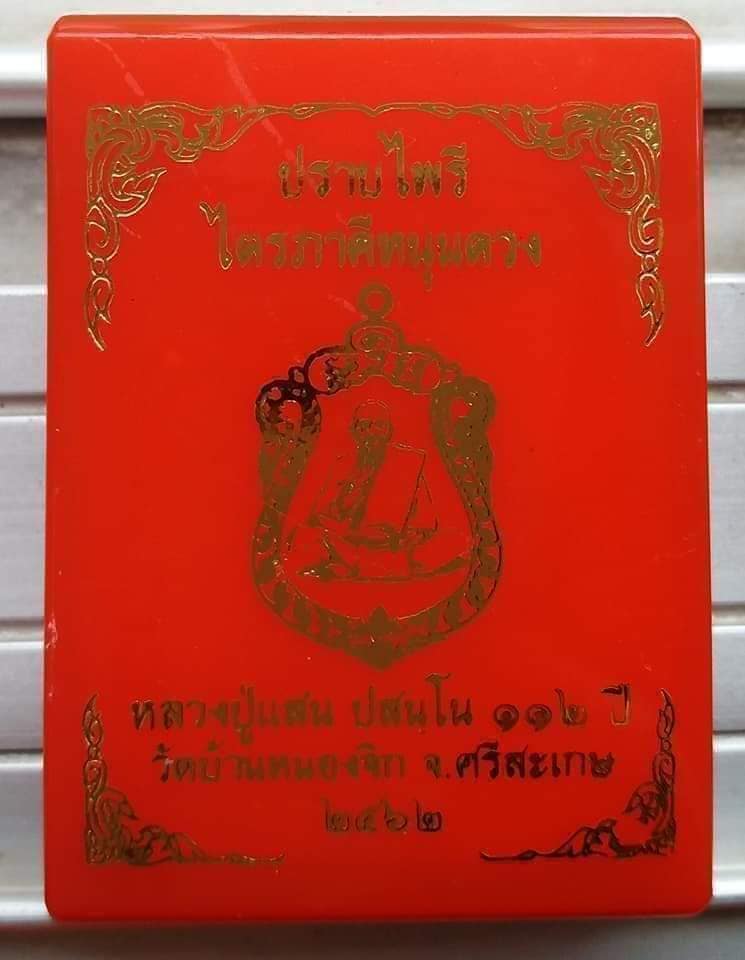 ปราบไพรี
ไตรภาคีหนุนดวง
หลวงปู่แสน ปสนฺโน ๑๑๒ ปี
วัดบ้านหนองจิก จ.ศรีสะเกษ
๒๕๖๒